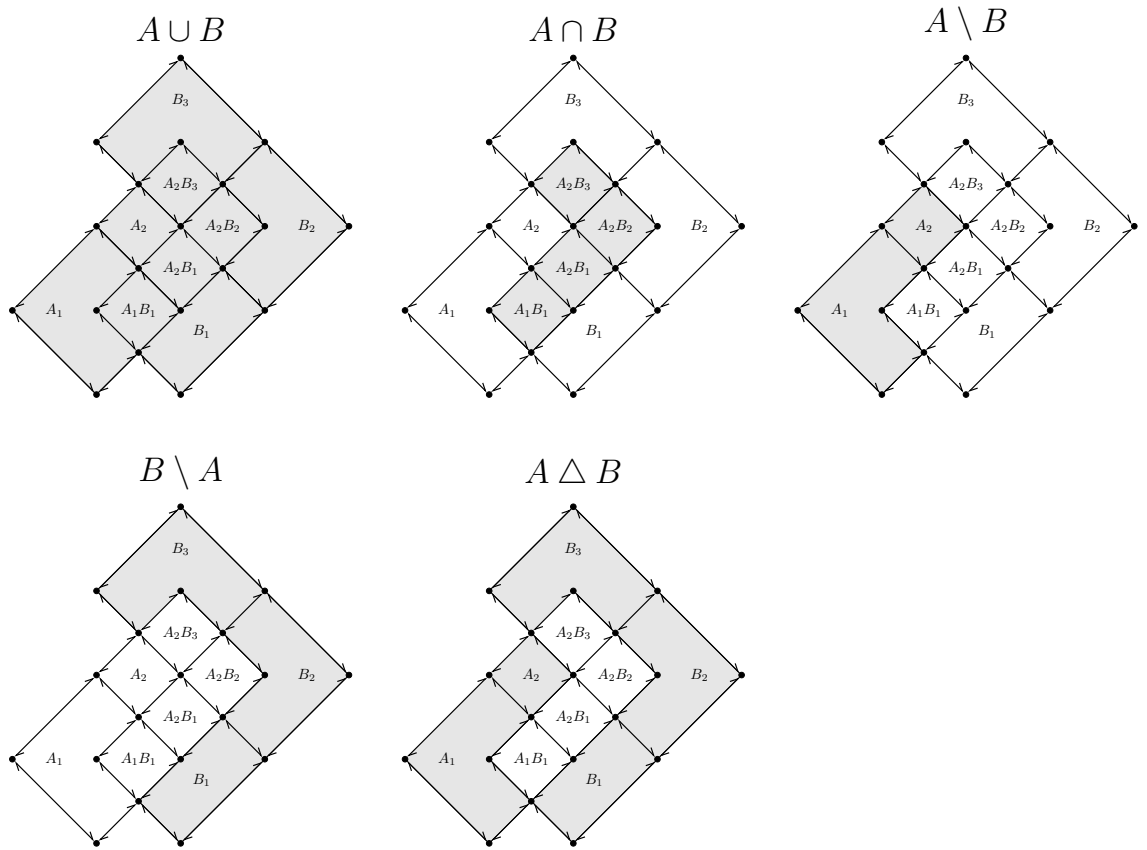 A ∪ B
B₃
A₂B₃
A₂
A₂B₂
B₂
A₂B₁
A₁
A₁B₁
B₁
A ∩ B
B₃
A₂B₃
A₂
A₂B₂
B₂
A₂B₁
A₁
A₁B₁
B₁
A \ B
B₃
A₂B₃
A₂
A₂B₂
B₂
A₂B₁
A₁
A₁B₁
B₁
B \ A
B₃
A₂B₃
A₂
A₂B₂
B₂
A₂B₁
A₁
A₁B₁
B₁
A △ B
B₃
A₂B₃
A₂
A₂B₂
B₂
A₂B₁
A₁
A₁B₁
B₁